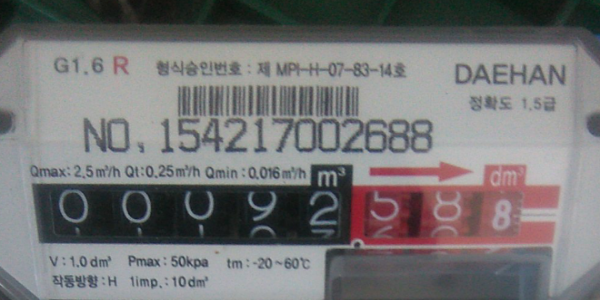 G1.6 R 형식승인번호 : 제 MPI-H-07-83-14호 DAEHAN
정확도 1.5급
NO, 154217002688
Qmax: 2.5m³/h Qt:0.25m³/h Qmin : 0.016m³/h m³ dm³
0 0 0 9 2 5 8 8
V : 1.0 dm³ Pmax: 50kpa tm : -20~60℃
작동방향 : H 1imp. : 10dm³